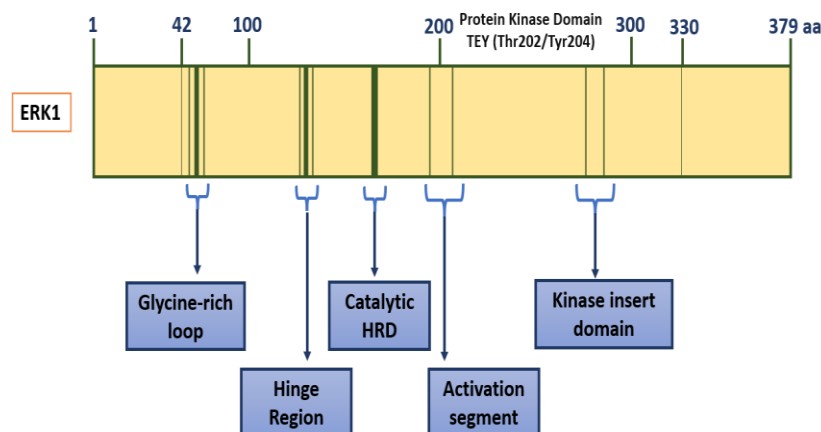 Protein Kinase Domain
TEY (Thr202/Tyr204)
1 42 100 200 300 330 379 aa
ERK1
Glycine-rich
loop
Hinge
Region
Catalytic
HRD
Activation
segment
Kinase insert
domain